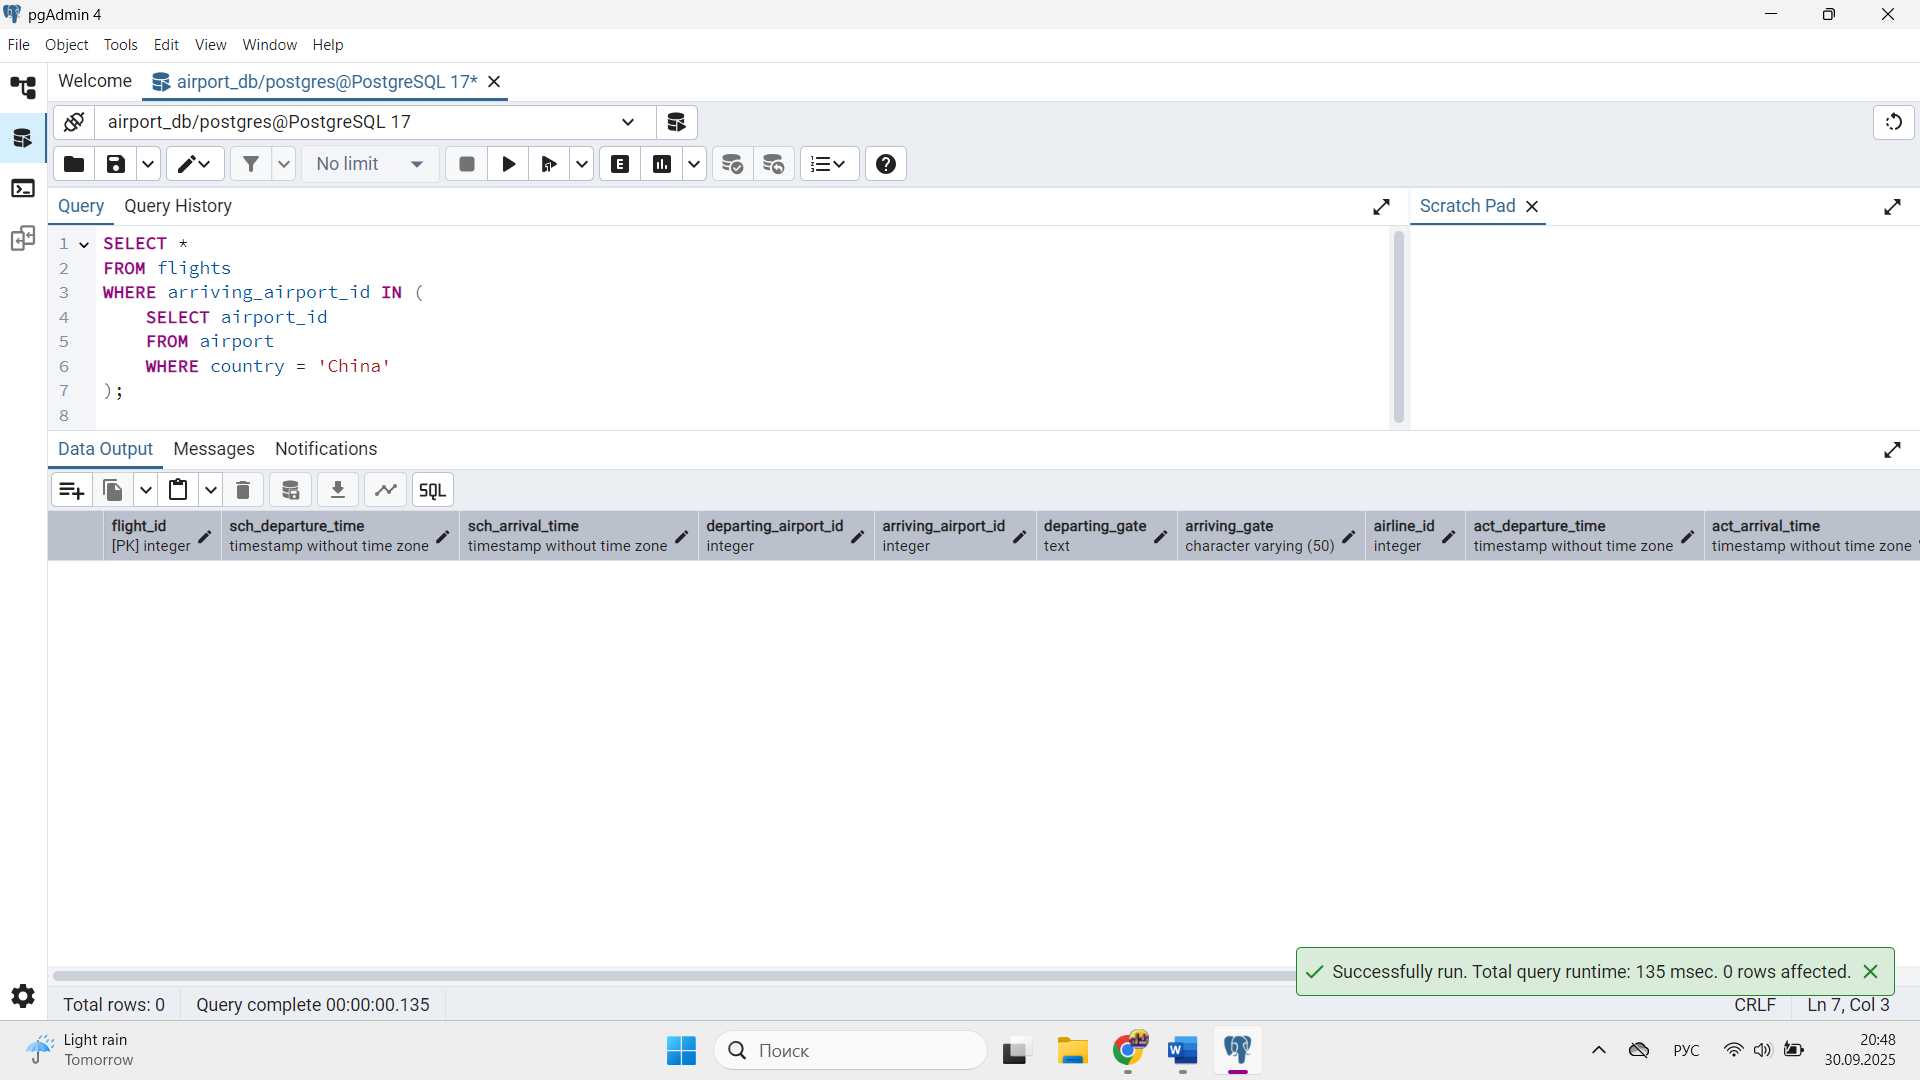 pgAdmin 4
File Object Tools Edit View Window Help
Welcome airport_db/postgres@PostgreSQL 17*
airport_db/postgres@PostgreSQL 17
No limit E
Query Query History Scratch Pad
1 SELECT *
2 FROM flights
3 WHERE arriving_airport_id IN (
4 SELECT airport_id
5 FROM airport
6 WHERE country = 'China'
7 );
8
Data Output Messages Notifications
SQL
flight_id sch_departure_time sch_arrival_time departing_airport_id arriving_airport_id departing_gate arriving_gate airline_id act_departure_time act_arrival_time
[PK] integer timestamp without time zone timestamp without time zone integer integer text character varying (50) integer timestamp without time zone timestamp without time zone
Successfully run. Total query runtime: 135 msec. 0 rows affected.
Total rows: 0 Query complete 00:00:00.135 CRLF Ln 7, Col 3
Light rain
Tomorrow
Поиск
W
РУС
20:48
30.09.2025